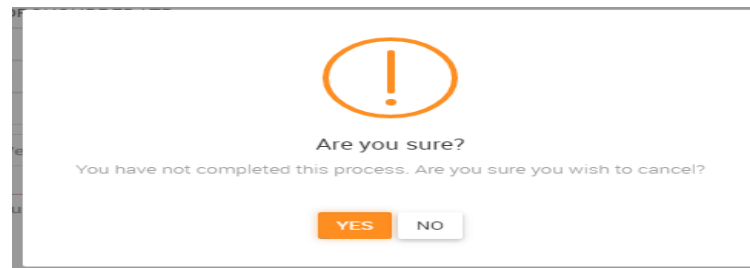 Are you sure?
You have not completed this process. Are you sure you wish to cancel?
YES NO